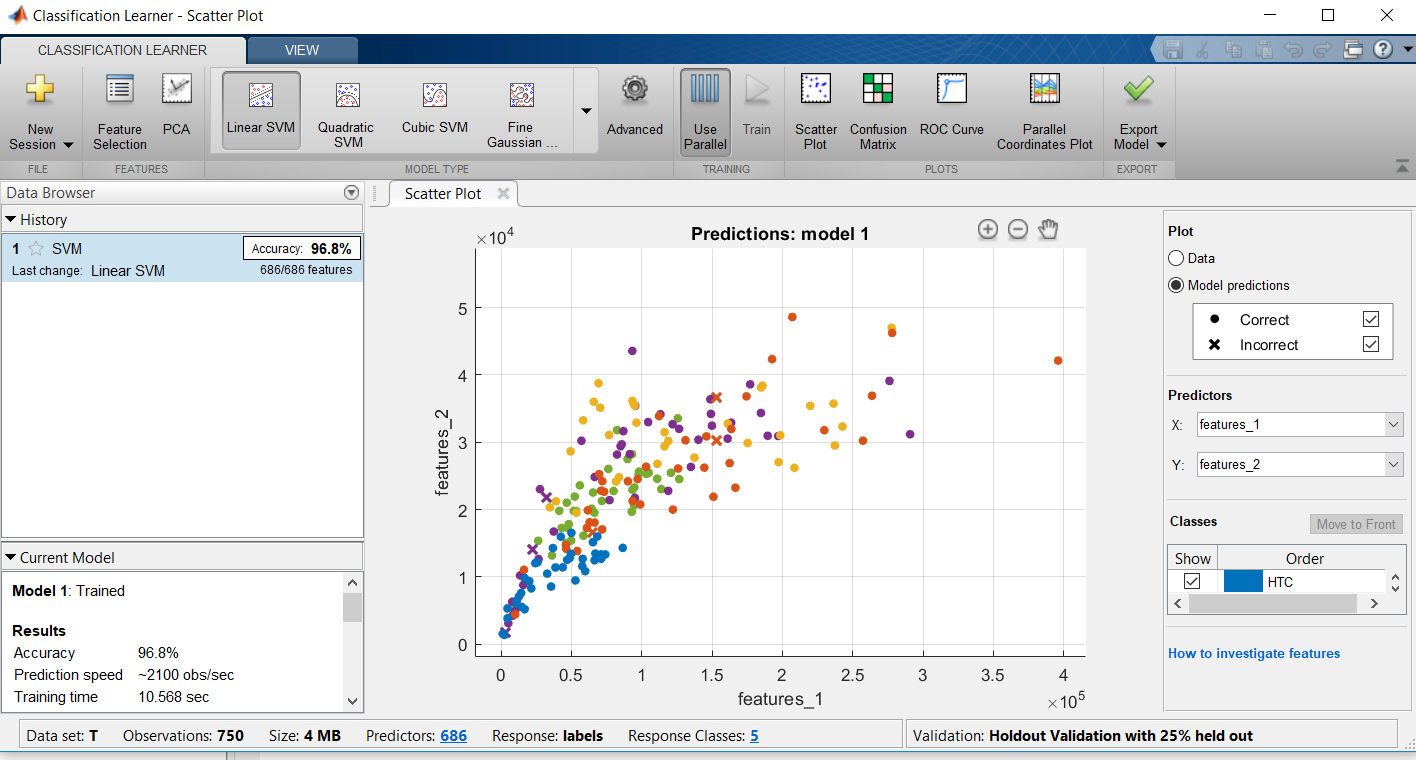 Classification Learner - Scatter Plot
CLASSIFICATION LEARNER VIEW
New
Session
Feature
Selection
PCA
Linear SVM
Quadratic
SVM
Cubic SVM
Fine
Gaussian ...
Advanced
Use
Parallel
Train
Scatter
Plot
Confusion
Matrix
ROC Curve
Parallel
Coordinates Plot
Export
Model
FILE FEATURES MODEL TYPE TRAINING PLOTS EXPORT
Data Browser
History
1 SVM Accuracy: 96.8%
Last change: Linear SVM 686/686 features
Current Model
Model 1: Trained
Results
Accuracy 96.8%
Prediction speed ~2100 obs/sec
Training time 10.568 sec
Scatter Plot
Predictions: model 1
×10⁴
5
4
3
2
1
0
features_2
0 0.5 1 1.5 2 2.5 3 3.5 4
features_1
×10⁵
Plot
Data
Model predictions
Correct
Incorrect
Predictors
X: features_1
Y: features_2
Classes Move to Front
Show Order
HTC
How to investigate features
Data set: T Observations: 750 Size: 4 MB Predictors: 686 Response: labels Response Classes: 5 Validation: Holdout Validation with 25% held out